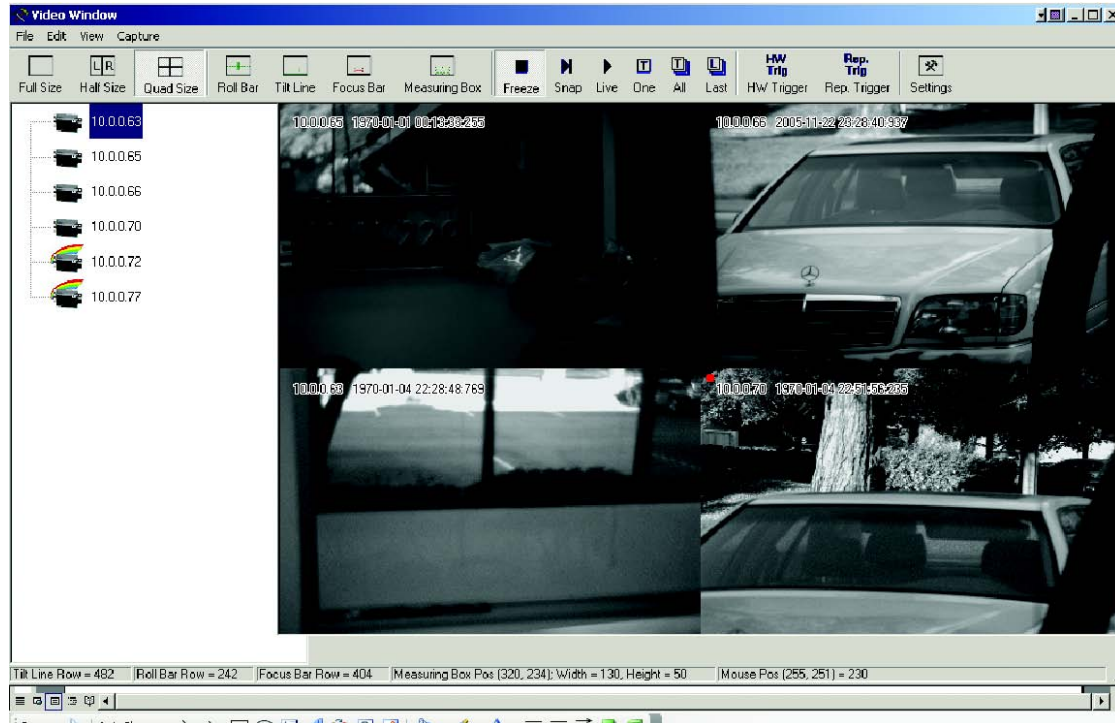 Video Window
File Edit View Capture
L R
T T L HW Trig Rep. Trig
Full Size Half Size Quad Size Roll Bar Tilt Line Focus Bar Measuring Box Freeze Snap Live One All Last HW Trigger Rep. Trigger Settings
10.0.0.63
10.0.0.65
10.0.0.66
10.0.0.70
10.0.0.72
10.0.0.77
10.0.0.65 1970-01-01 00:13:38:255
10.0.0.66 2005-11-22 23:28:40:937
10.0.0.63 1970-01-04 22:28:48:769
10.0.0.70 1970-01-04 22:51:56:235
Tilt Line Row = 482 Roll Bar Row = 242 Focus Bar Row = 404 Measuring Box Pos (320, 234); Width = 130, Height = 50 Mouse Pos (255, 251) = 230